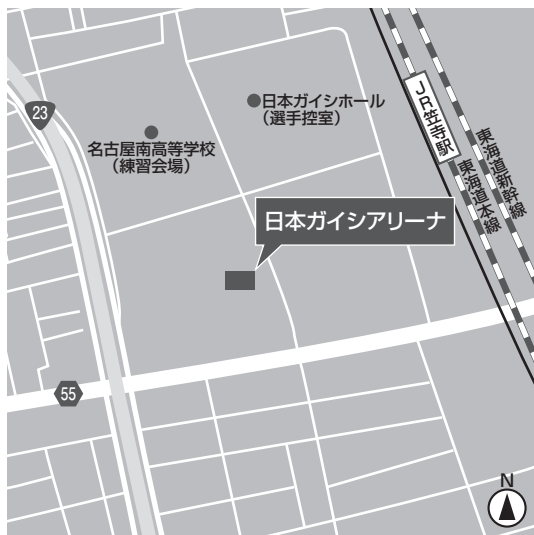 23
日本ガイシホール
(選手控室)
名古屋南高等学校
(練習会場)
JR笠寺駅
東海道新幹線
東海道本線
日本ガイシアリーナ
55
N